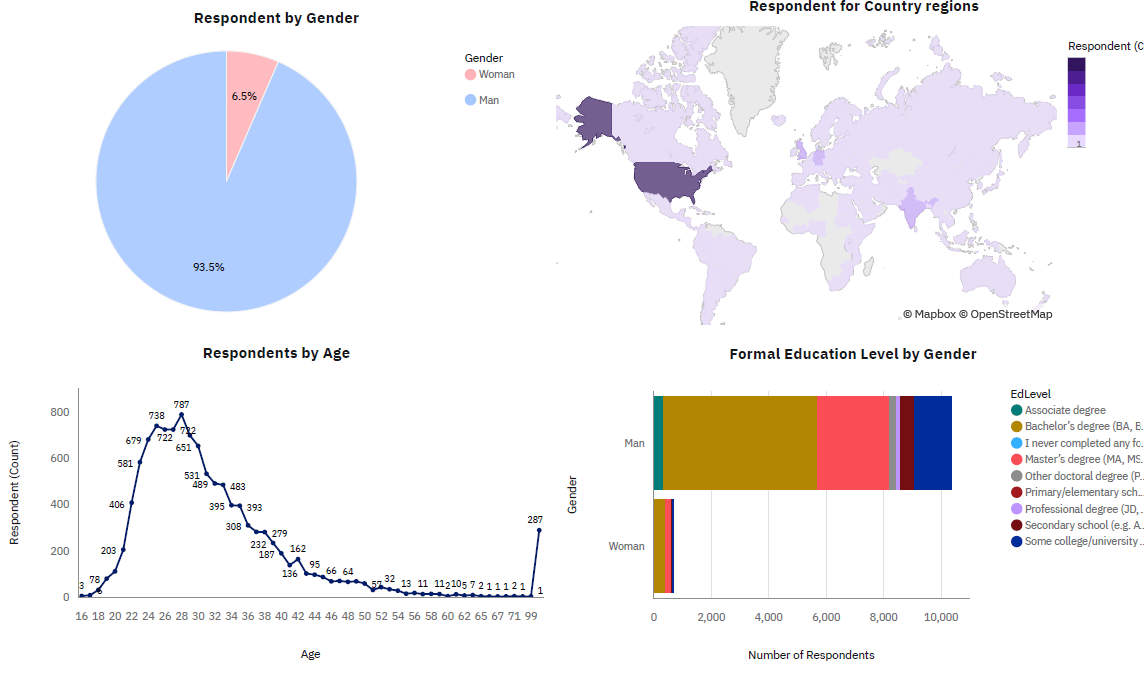 Respondent by Gender
Gender
Woman
Man
6.5%
93.5%
Respondent for Country regions
Respondent (C
1
© Mapbox © OpenStreetMap
Respondents by Age
Respondent (Count)
800
600
400
200
0
3
78
203
406
581
679
738
722
787
651
531
489
483
395
393
308
279
232
187
162
136
95
66
64
57
32
13
11
11
2
10
5
7
2
1
1
1
2
1
287
1
16 18 20 22 24 26 28 30 32 34 36 38 40 42 44 46 48 50 52 54 56 58 60 62 65 67 69 71 99
Age
Formal Education Level by Gender
Gender
Man
Woman
0 2,000 4,000 6,000 8,000 10,000
Number of Respondents
EdLevel
Associate degree
Bachelor's degree (BA, B.
I never completed any fo.
Master's degree (MA, MS.
Other doctoral degree (P..
Primary/elementary sch...
Professional degree (JD, .
Secondary school (e.g. A..
Some college/university ..